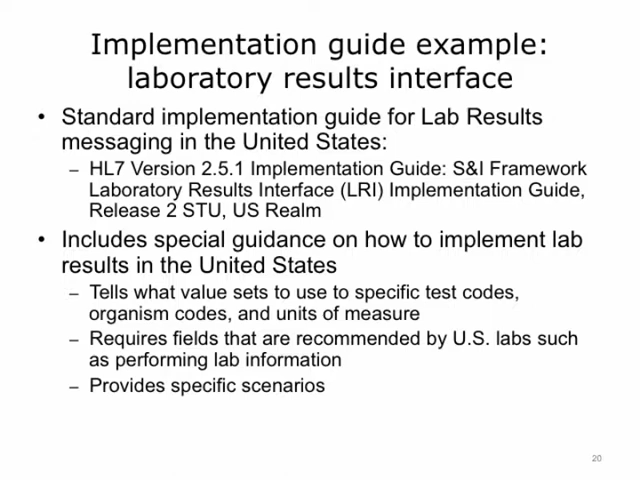 Implementation guide example:
laboratory results interface
• Standard implementation guide for Lab Results
messaging in the United States:
– HL7 Version 2.5.1 Implementation Guide: S&I Framework
Laboratory Results Interface (LRI) Implementation Guide,
Release 2 STU, US Realm
• Includes special guidance on how to implement lab
results in the United States
– Tells what value sets to use to specific test codes,
organism codes, and units of measure
– Requires fields that are recommended by U.S. labs such
as performing lab information
– Provides specific scenarios
20